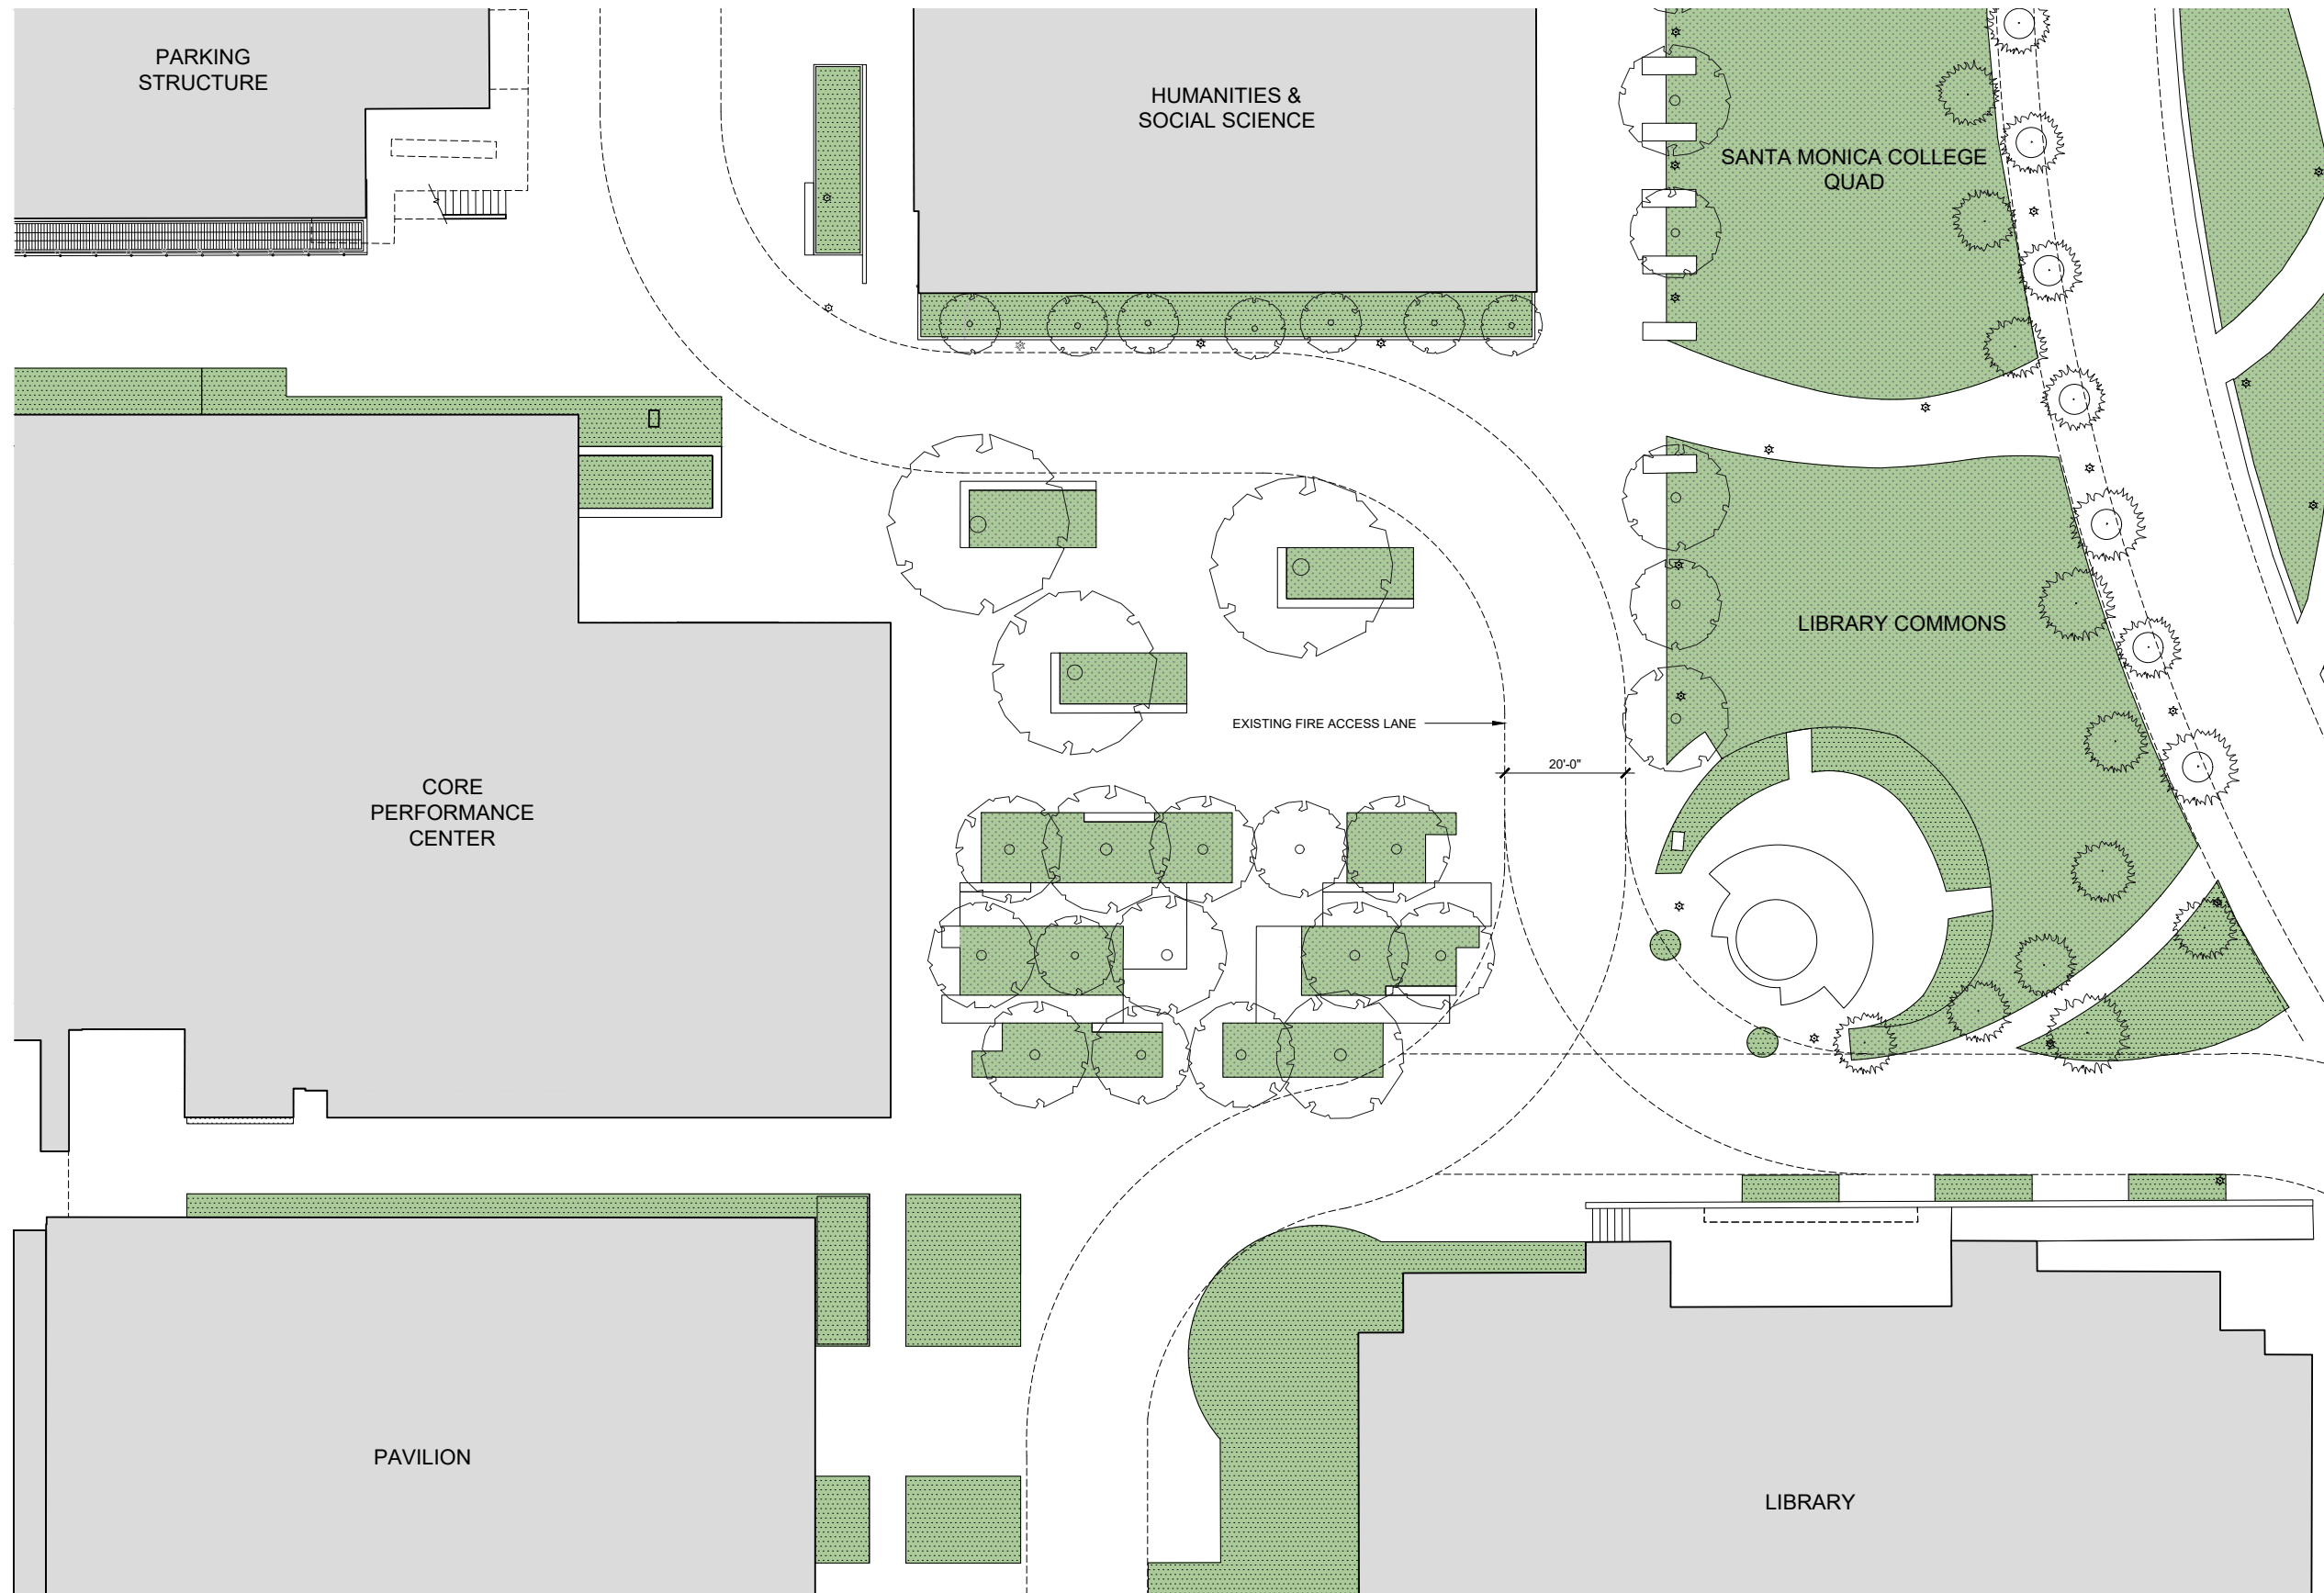 PARKING
STRUCTURE
HUMANITIES &
SOCIAL SCIENCE
SANTA MONICA COLLEGE
QUAD
LIBRARY COMMONS
EXISTING FIRE ACCESS LANE
20'-0"
CORE
PERFORMANCE
CENTER
PAVILION
LIBRARY